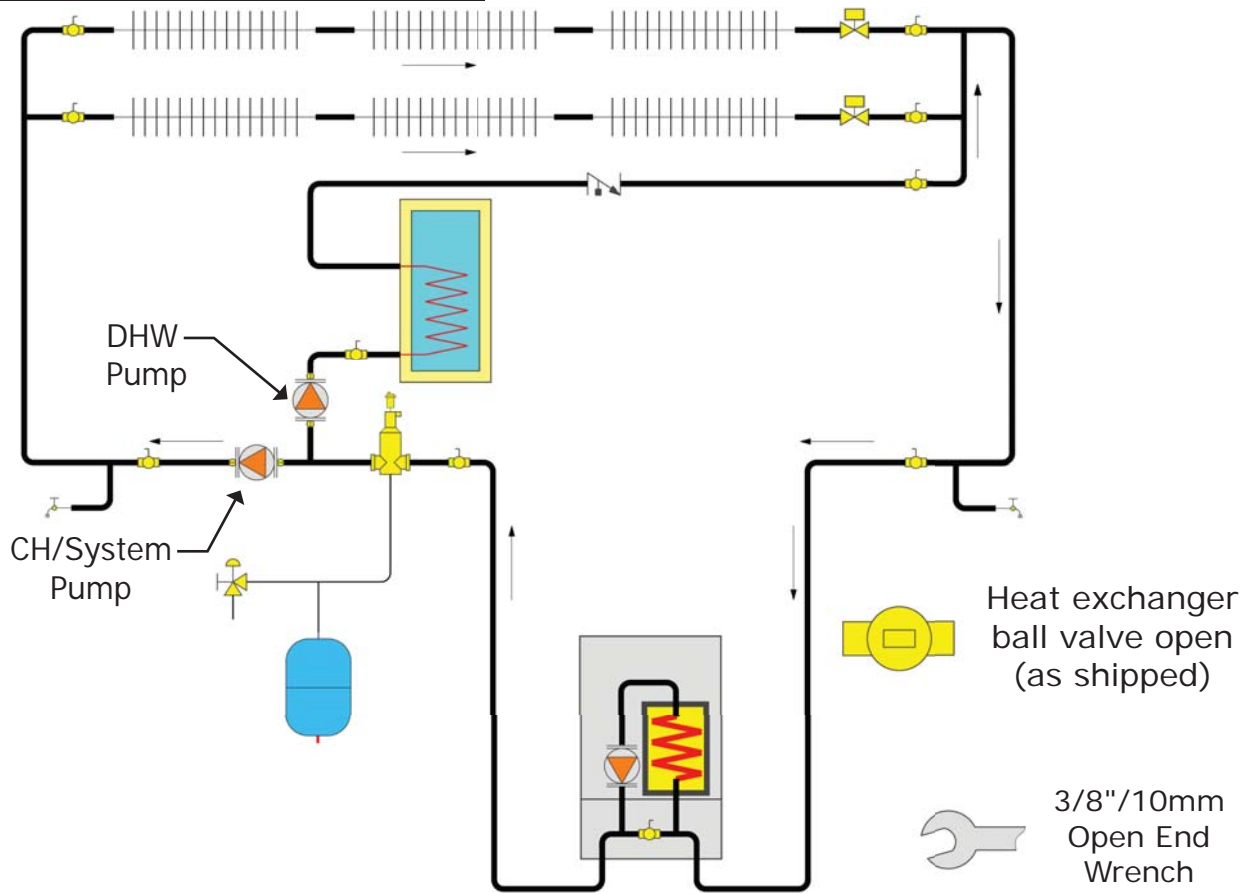 DHW
Pump
CH/System
Pump
Heat exchanger
ball valve open
(as shipped)
3/8"/10mm
Open End
Wrench